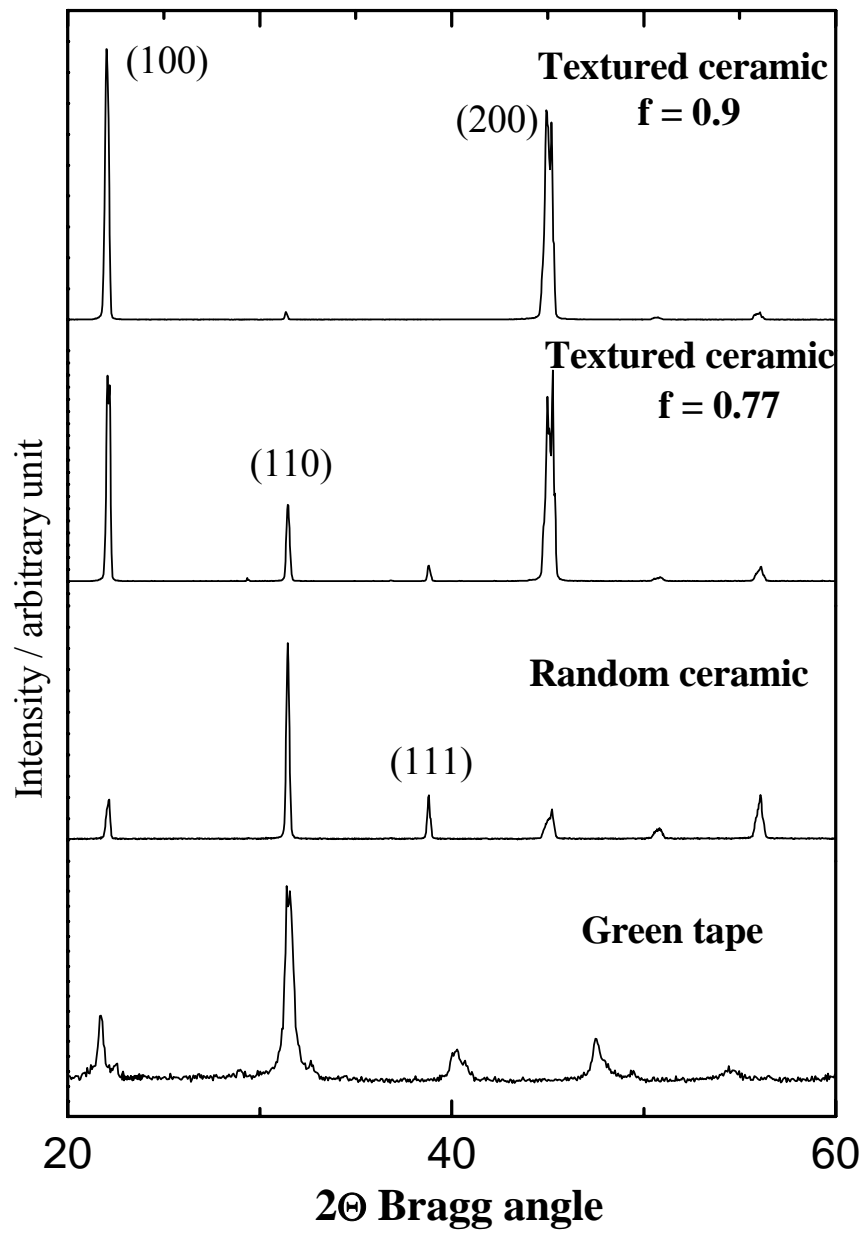 (100)
Textured ceramic
f = 0.9
(200)
Textured ceramic
f = 0.77
(110)
Random ceramic
(111)
Green tape
Intensity / arbitrary unit
20 40 60
2Θ Bragg angle